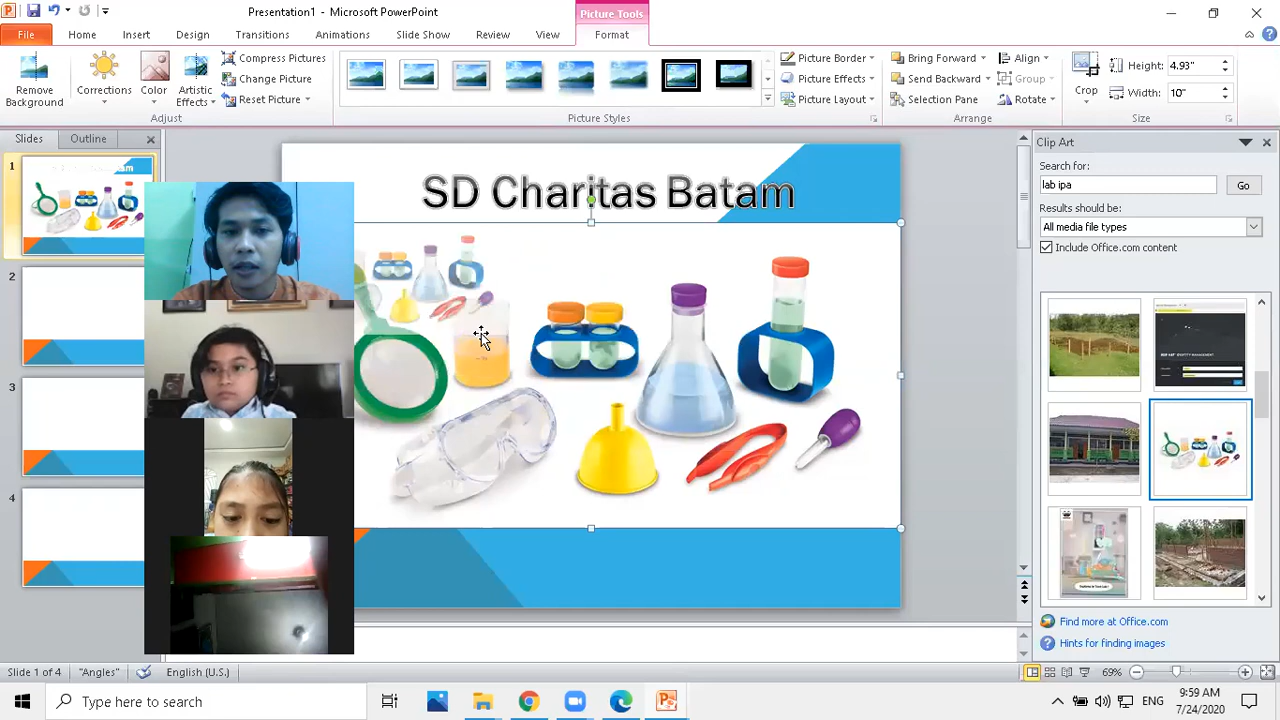 Presentation1 - Microsoft PowerPoint
Picture Tools
File Home Insert Design Transitions Animations Slide Show Review View Format
Remove Background
Corrections
Color
Artistic Effects
Compress Pictures
Change Picture
Reset Picture
Adjust
Picture Styles
Picture Border
Picture Effects
Picture Layout
Bring Forward
Send Backward
Selection Pane
Align
Group
Rotate
Arrange
Crop
Height: 4.93"
Width: 10"
Size
Slides Outline
1
2
3
4
SD Charitas Batam
Clip Art
Search for:
lab ipa
Go
Results should be:
All media file types
Include Office.com content
Find more at Office.com
Hints for finding images
Slide 1 of 4 "Angles" English (U.S.) 69%
Type here to search
ENG
9:59 AM
7/24/2020